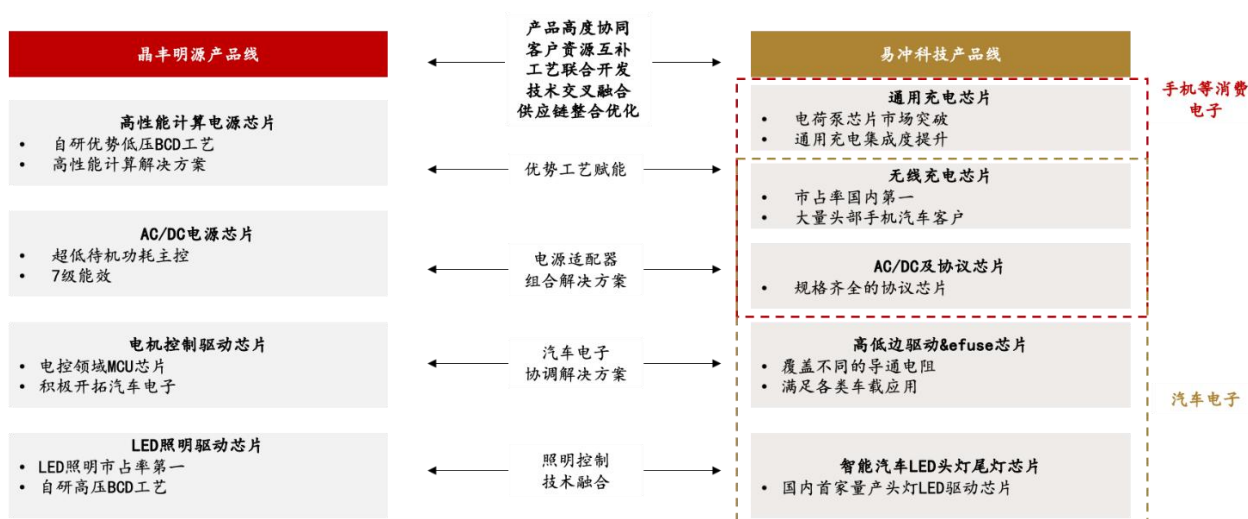 晶丰明源产品线
产品高度协同
客户资源互补
工艺联合开发
技术交叉融合
供应链整合优化
易冲科技产品线
手机等消费
电子
高性能计算电源芯片
• 自研优势低压BCD工艺
• 高性能计算解决方案
优势工艺赋能
通用充电芯片
• 电荷泵芯片市场突破
• 通用充电集成度提升
无线充电芯片
• 市占率国内第一
• 大量头部手机汽车客户
AC/DC电源芯片
• 超低待机功耗主控
• 7级能效
电源适配器
组合解决方案
AC/DC及协议芯片
• 规格齐全的协议芯片
电机控制驱动芯片
• 电控领域MCU芯片
• 积极开拓汽车电子
汽车电子
协调解决方案
高低边驱动&efuse芯片
• 覆盖不同的导通电阻
• 满足各类车载应用
汽车电子
LED照明驱动芯片
• LED照明市占率第一
• 自研高压BCD工艺
照明控制
技术融合
智能汽车LED头灯尾灯芯片
• 国内首家量产头灯LED驱动芯片